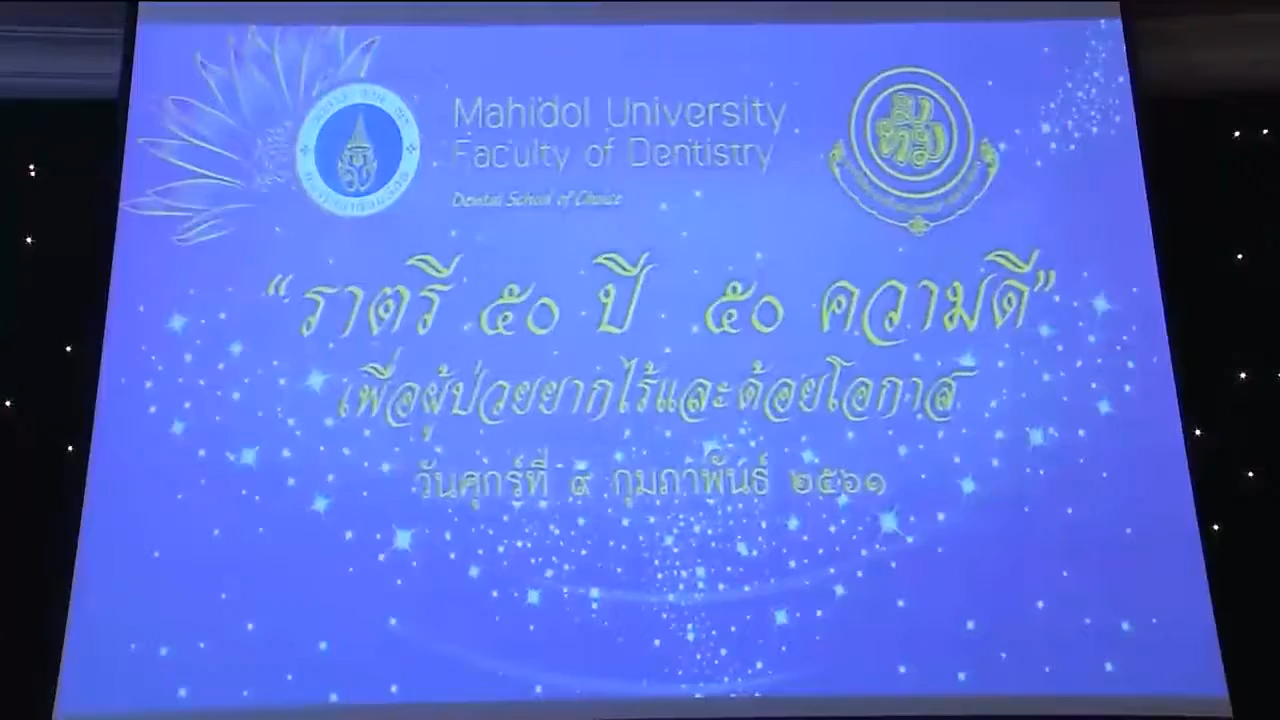 Mahidol University
Faculty of Dentistry
Dental School of Choice
“ราตรี ๕๐ ปี ๕๐ ความดี”
เพื่อผู้ป่วยยากไร้และด้อยโอกาส
วันศุกร์ที่ ๙ กุมภาพันธ์ ๒๕๖๑